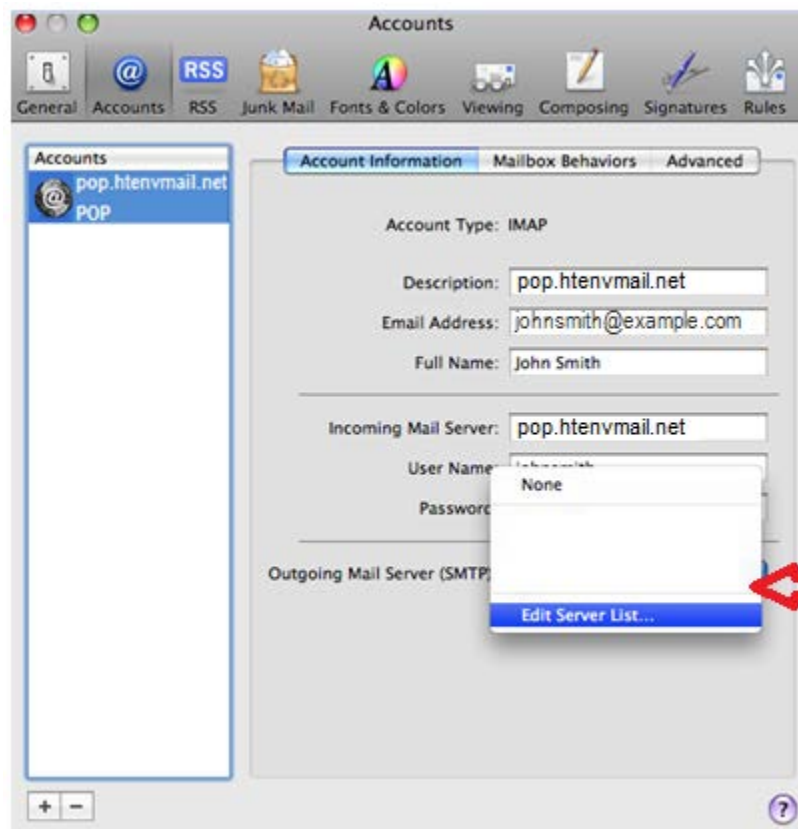 Accounts
General Accounts RSS Junk Mail Fonts & Colors Viewing Composing Signatures Rules
RSS
Accounts
pop.htenvmail.net
POP
Account Information Mailbox Behaviors Advanced
Account Type: IMAP
Description: pop.htenvmail.net
Email Address: johnsmith@example.com
Full Name: John Smith
Incoming Mail Server: pop.htenvmail.net
User Name:
None
Password
Outgoing Mail Server (SMTP)
Edit Server List...
+ −
?